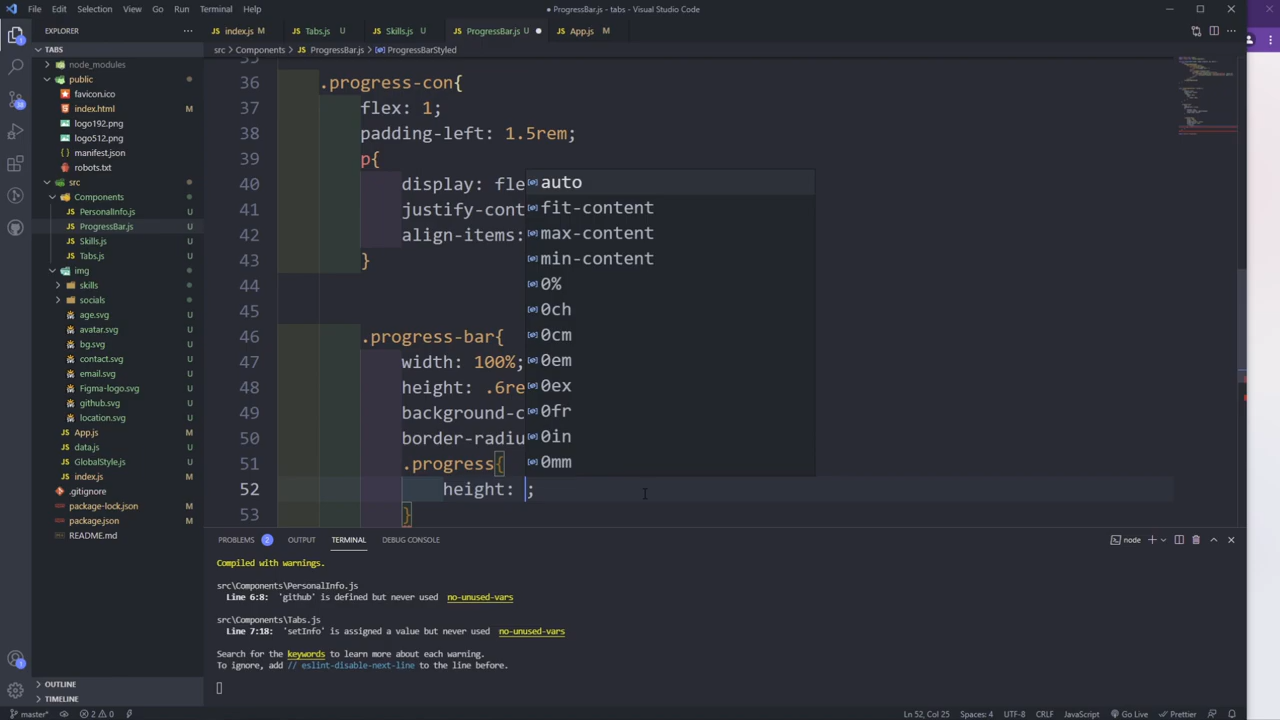 File Edit Selection View Go Run Terminal Help
● ProgressBar.js - tabs - Visual Studio Code
EXPLORER
TABS
node_modules
public
favicon.ico
index.html M
logo192.png
logo512.png
manifest.json
robots.txt
src
Components
PersonalInfo.js U
ProgressBar.js U
Skills.js U
Tabs.js U
img
skills
socials
age.svg U
avatar.svg U
bg.svg U
contact.svg U
email.svg U
Figma-logo.svg U
github.svg U
location.svg U
App.js M
data.js U
GlobalStyle.js U
index.js M
.gitignore
package-lock.json M
package.json M
README.md
OUTLINE
TIMELINE
index.js M Tabs.js U Skills.js U ProgressBar.js U ● App.js M
src > Components > ProgressBar.js > ProgressBarStyled
35
36 .progress-con{
37 flex: 1;
38 padding-left: 1.5rem;
39 p{
40 display: fle
41 justify-cont
42 align-items:
43 }
44
45
46 .progress-bar{
47 width: 100%;
48 height: .6re
49 background-c
50 border-radiu
51 .progress{
52 height: ;
53 }
auto
fit-content
max-content
min-content
0%
0ch
0cm
0em
0ex
0fr
0in
0mm
PROBLEMS 2 OUTPUT TERMINAL DEBUG CONSOLE
node
Compiled with warnings.
src\Components\PersonalInfo.js
Line 6:8: 'github' is defined but never used no-unused-vars
src\Components\Tabs.js
Line 7:18: 'setInfo' is assigned a value but never used no-unused-vars
Search for the keywords to learn more about each warning.
To ignore, add // eslint-disable-next-line to the line before.
master* 2 0 Ln 52, Col 25 Spaces: 4 UTF-8 CRLF JavaScript Go Live Prettier